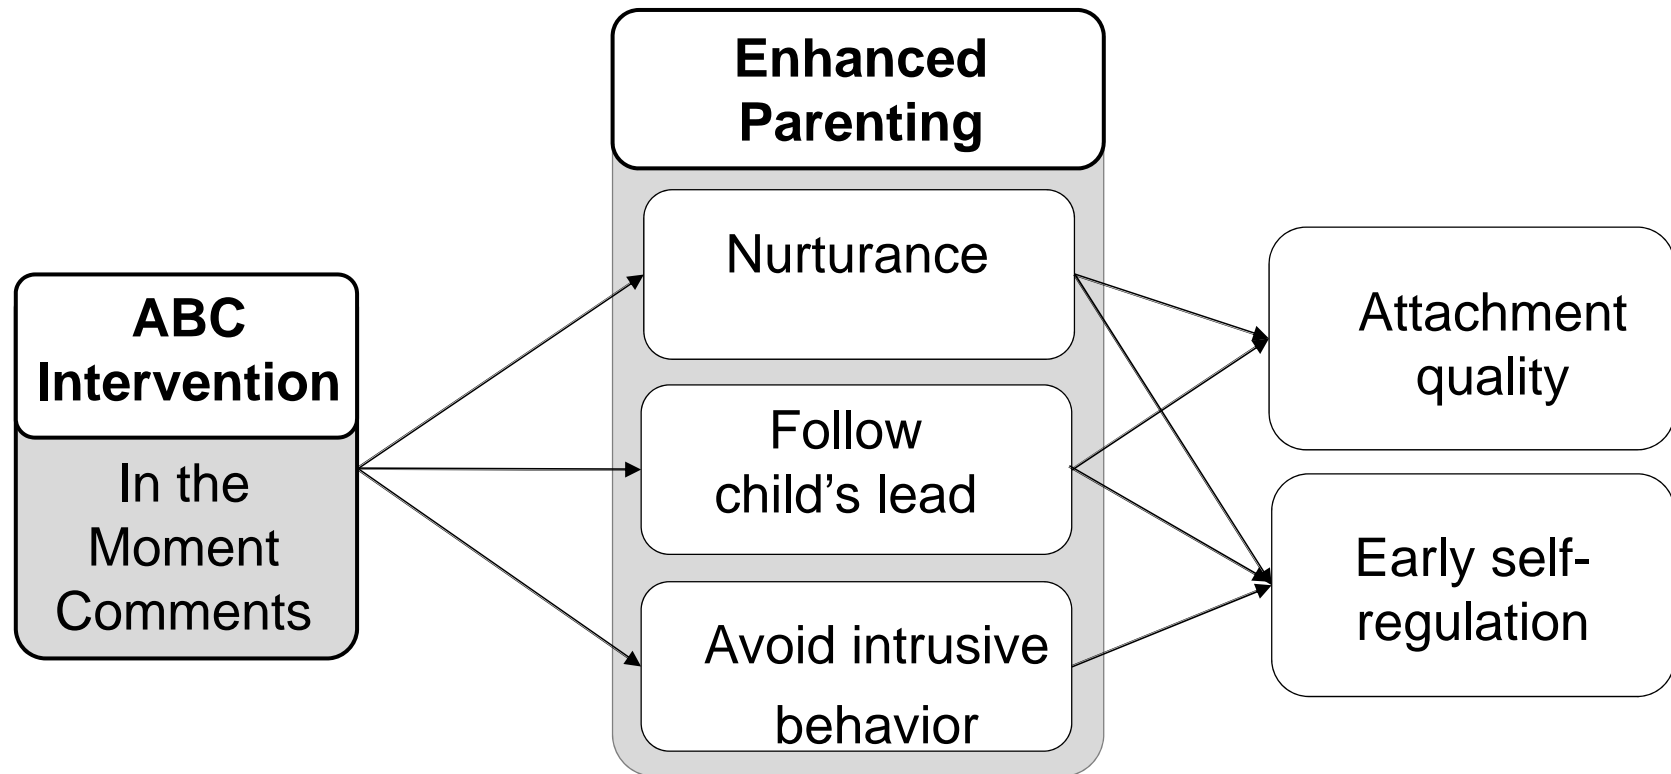 ABC
Intervention
In the
Moment
Comments
Enhanced
Parenting
Nurturance
Follow
child’s lead
Avoid intrusive
behavior
Attachment
quality
Early self-
regulation